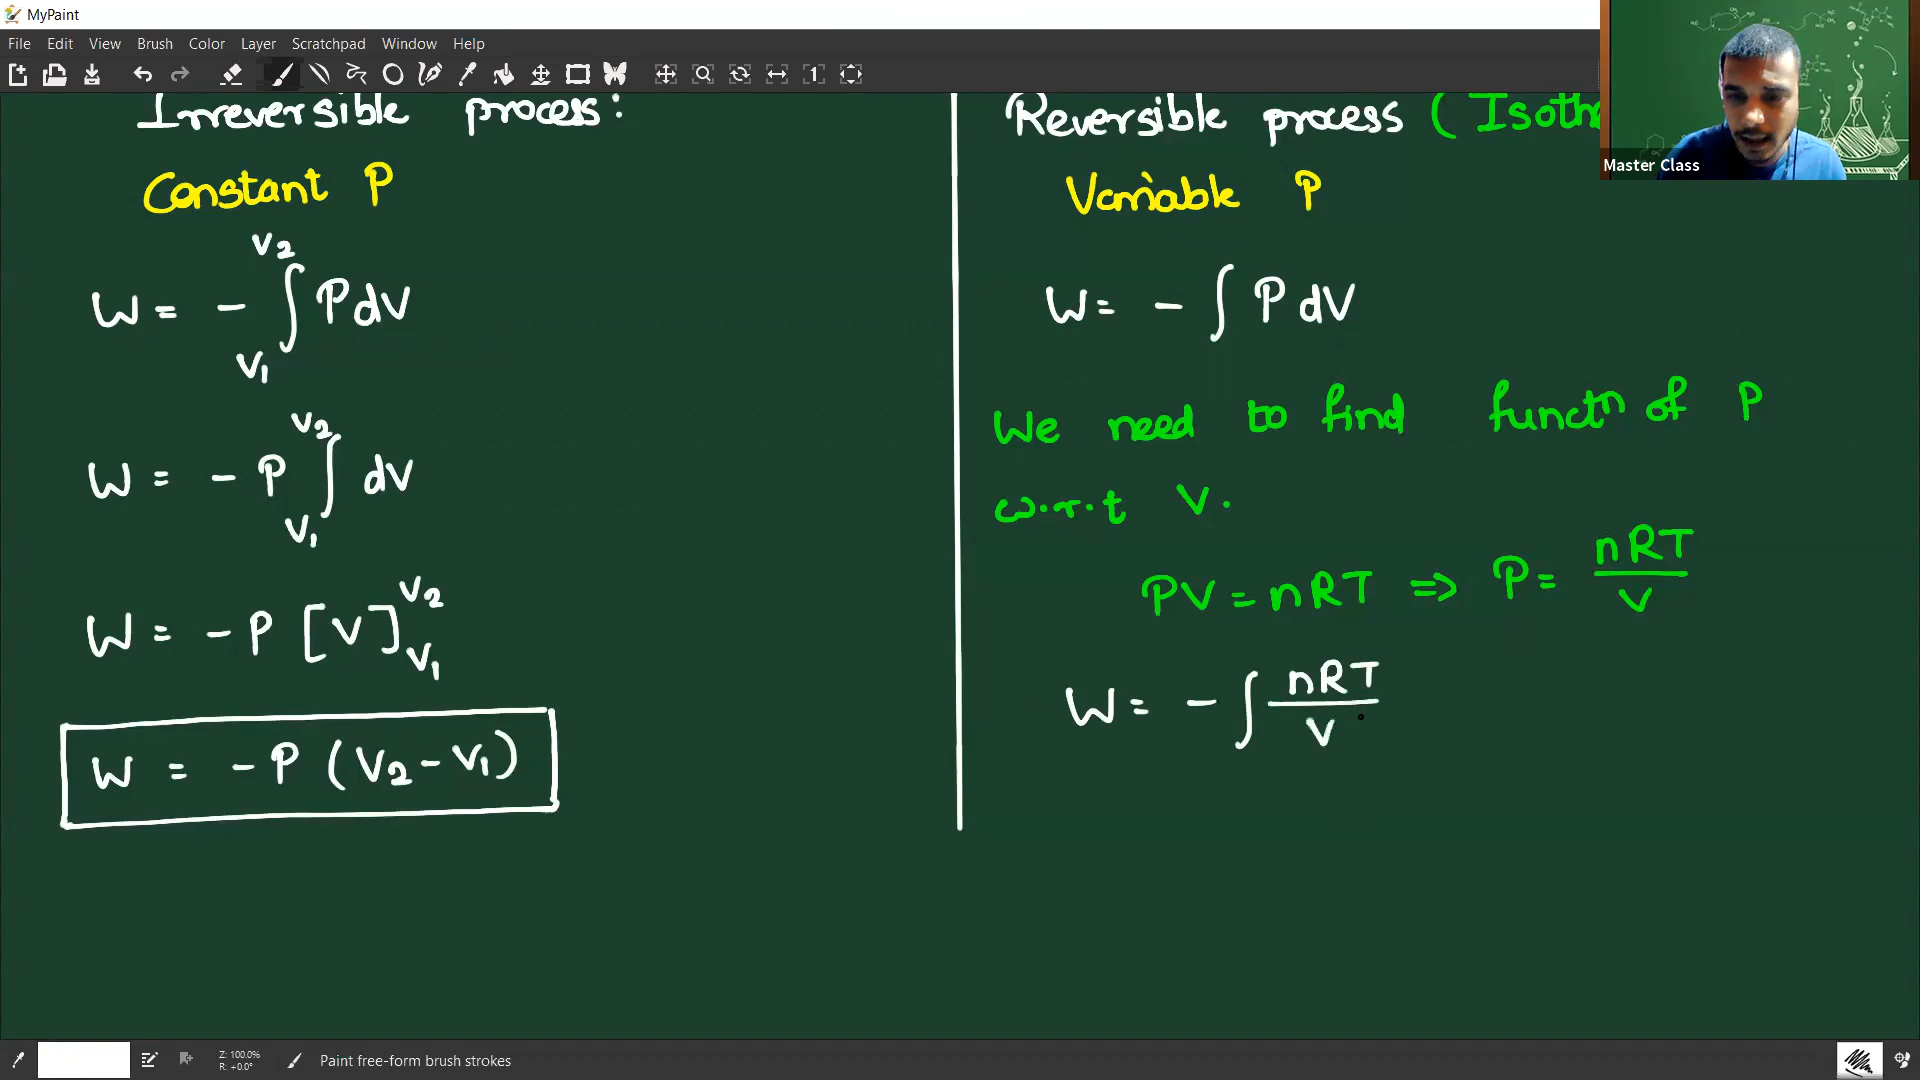 MyPaint
File Edit View Brush Color Layer Scratchpad Window Help
Master Class
Irreversible process:
Constant P
W = - ∫_{V1}^{V2} PdV
W = - P ∫_{V1}^{V2} dV
W = - P [V]_{V1}^{V2}
W = - P (V2 - V1)
Reversible process (Isoth
Variable P
W = - ∫ P dV
We need to find functn of P
w.r.t V.
PV = nRT ⇒ P = nRT/V
W = - ∫ nRT/V
Z: 100.0%
R: +0.0°
Paint free-form brush strokes